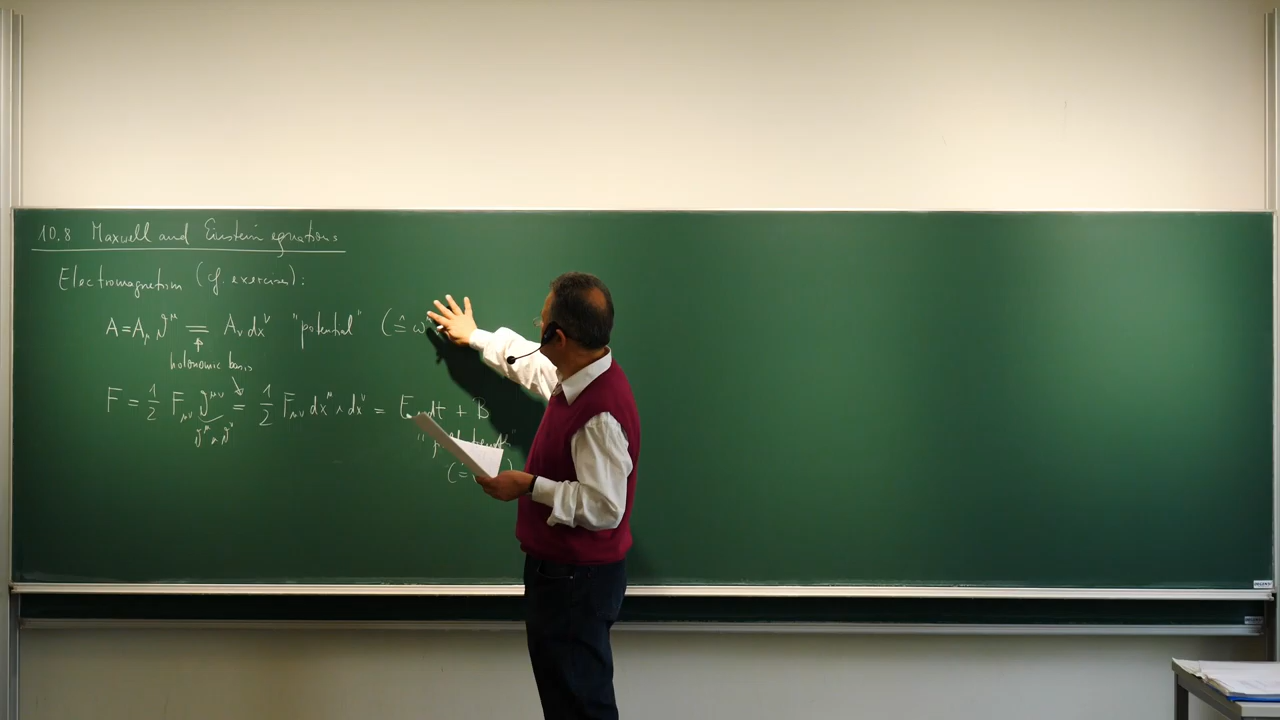 10.8 Maxwell and Einstein equations
Electromagnetism (cf. exercises):
A = A_μ ϑ^μ = A_ν dx^ν "potential" (≙ ω
holonomic basis
F = 1/2 F_μν ϑ^μν = 1/2 F_μν dx^μ ∧ dx^ν = E dt + B
ϑ^μ ∧ ϑ^ν